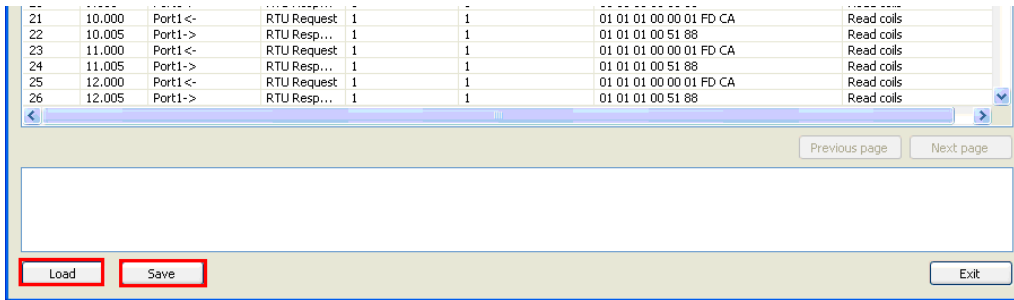 21 10.000 Port1<- RTU Request 1 1 01 01 01 00 00 01 FD CA Read coils
22 10.005 Port1-> RTU Resp... 1 1 01 01 01 00 51 88 Read coils
23 11.000 Port1<- RTU Request 1 1 01 01 01 00 00 01 FD CA Read coils
24 11.005 Port1-> RTU Resp... 1 1 01 01 01 00 51 88 Read coils
25 12.000 Port1<- RTU Request 1 1 01 01 01 00 00 01 FD CA Read coils
26 12.005 Port1-> RTU Resp... 1 1 01 01 01 00 51 88 Read coils
Previous page Next page
Load Save Exit